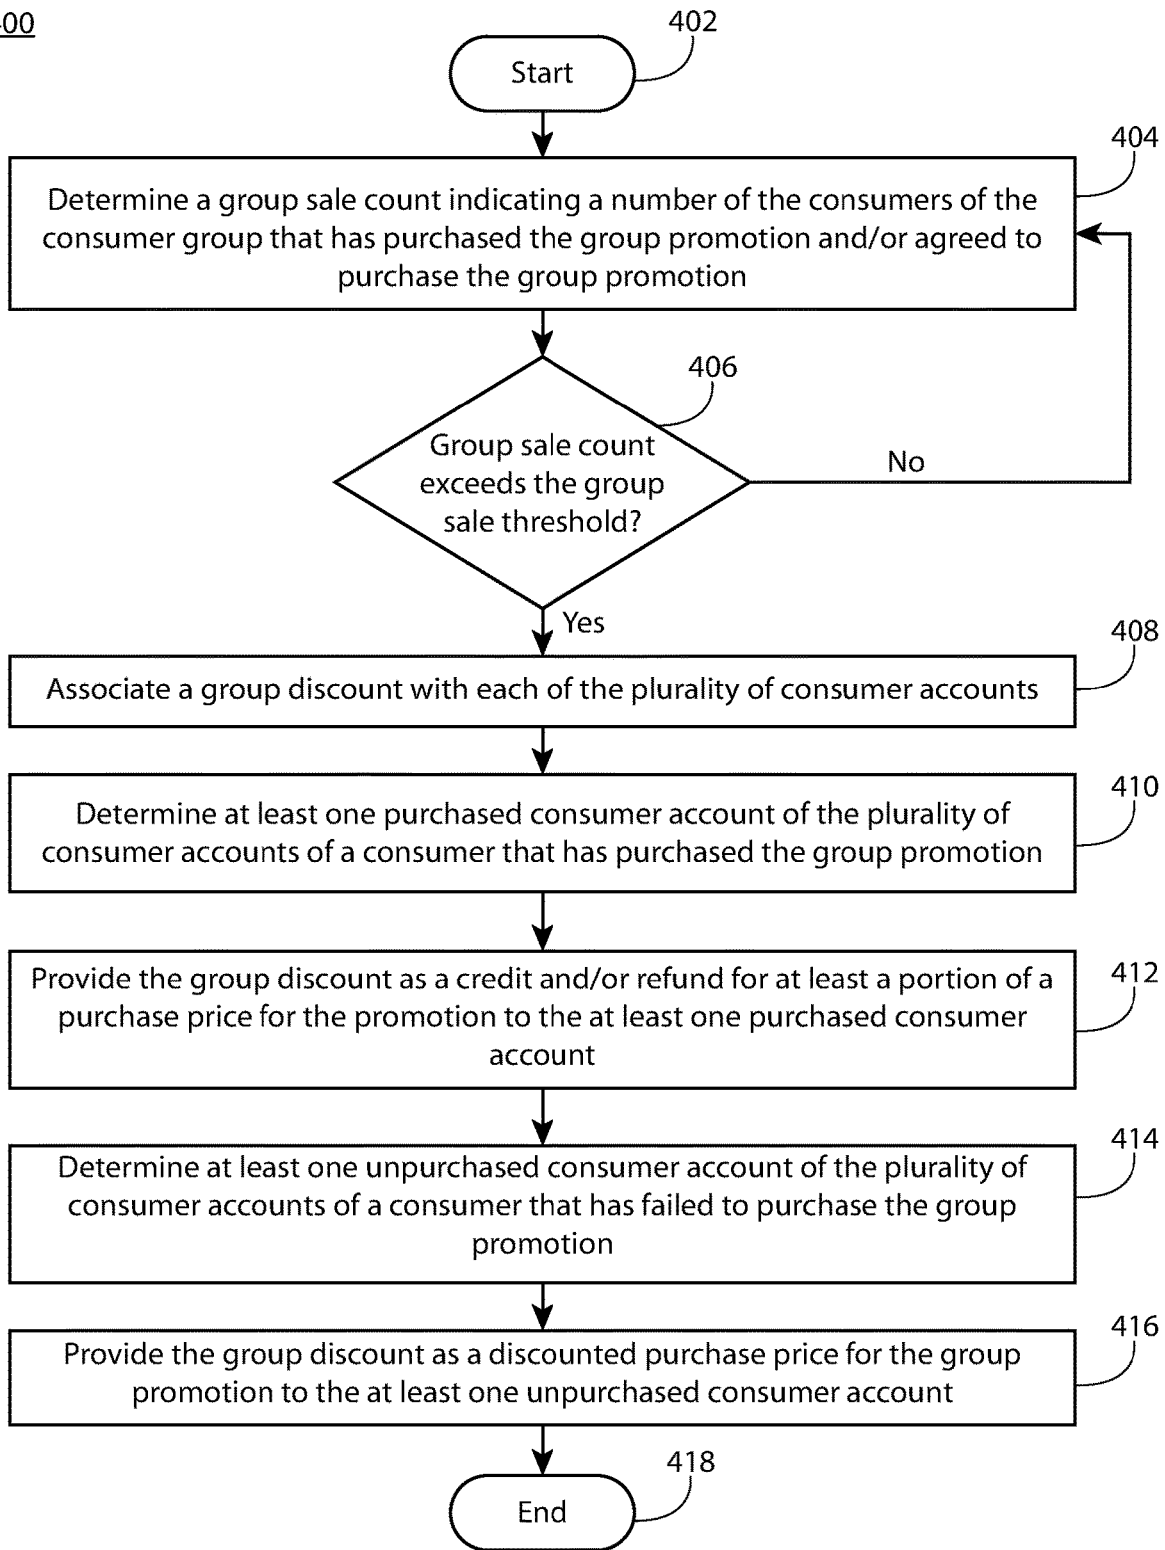 400
402
Start
404
Determine a group sale count indicating a number of the consumers of the
consumer group that has purchased the group promotion and/or agreed to
purchase the group promotion
406
Group sale count
exceeds the group
sale threshold?
No
Yes
408
Associate a group discount with each of the plurality of consumer accounts
410
Determine at least one purchased consumer account of the plurality of
consumer accounts of a consumer that has purchased the group promotion
412
Provide the group discount as a credit and/or refund for at least a portion of a
purchase price for the promotion to the at least one purchased consumer
account
414
Determine at least one unpurchased consumer account of the plurality of
consumer accounts of a consumer that has failed to purchase the group
promotion
416
Provide the group discount as a discounted purchase price for the group
promotion to the at least one unpurchased consumer account
418
End